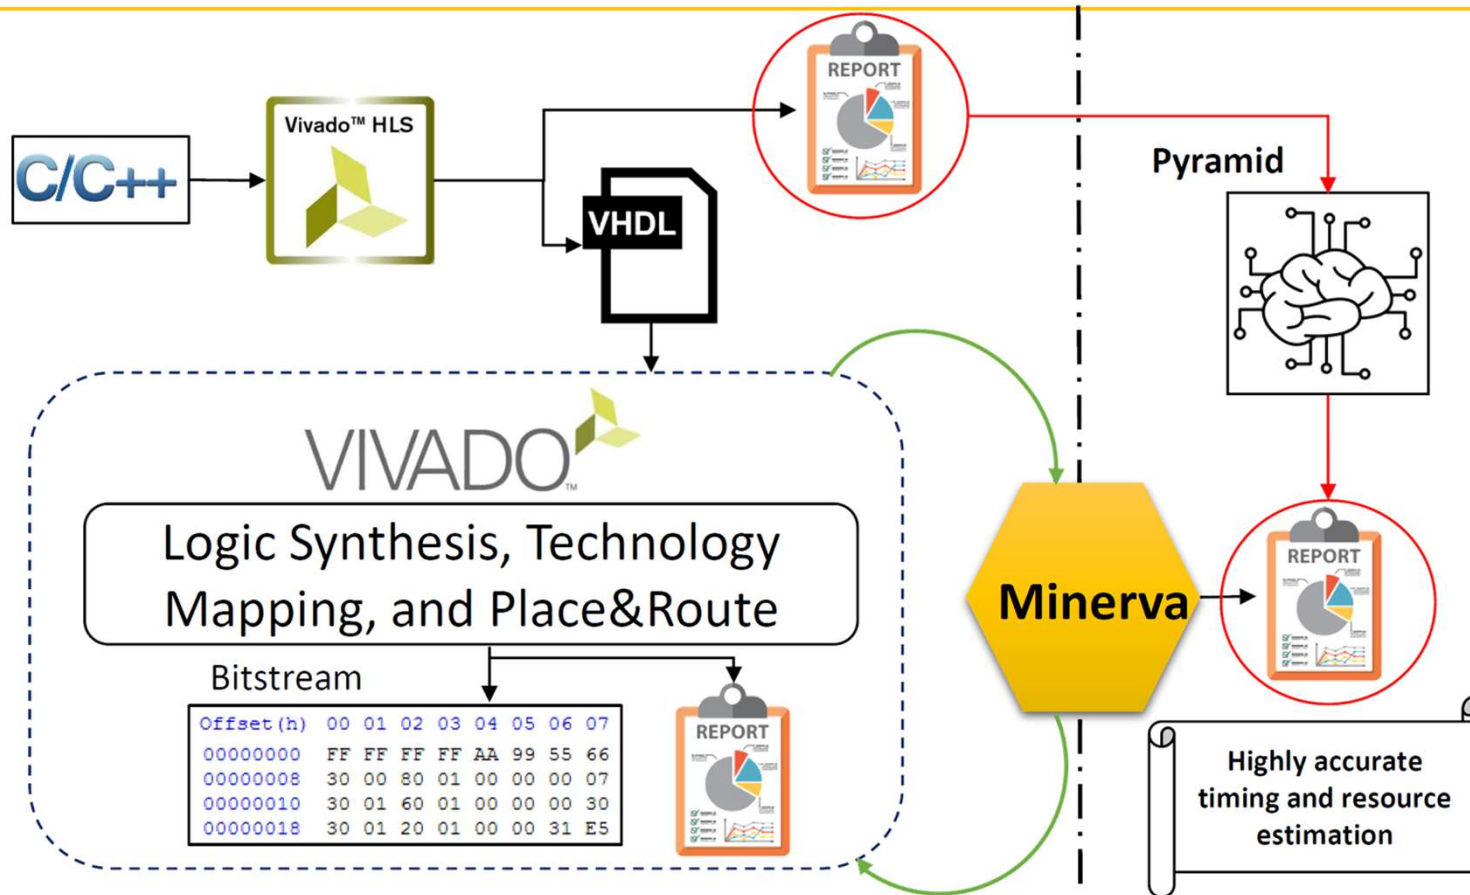 REPORT
Vivado™ HLS
C/C++
Pyramid
VHDL
VIVADO™
Logic Synthesis, Technology
Mapping, and Place&Route
Minerva
REPORT
Bitstream
Offset(h) 00 01 02 03 04 05 06 07
00000000 FF FF FF FF AA 99 55 66
00000008 30 00 80 01 00 00 00 07
00000010 30 01 60 01 00 00 00 30
00000018 30 01 20 01 00 00 31 E5
REPORT
Highly accurate
timing and resource
estimation